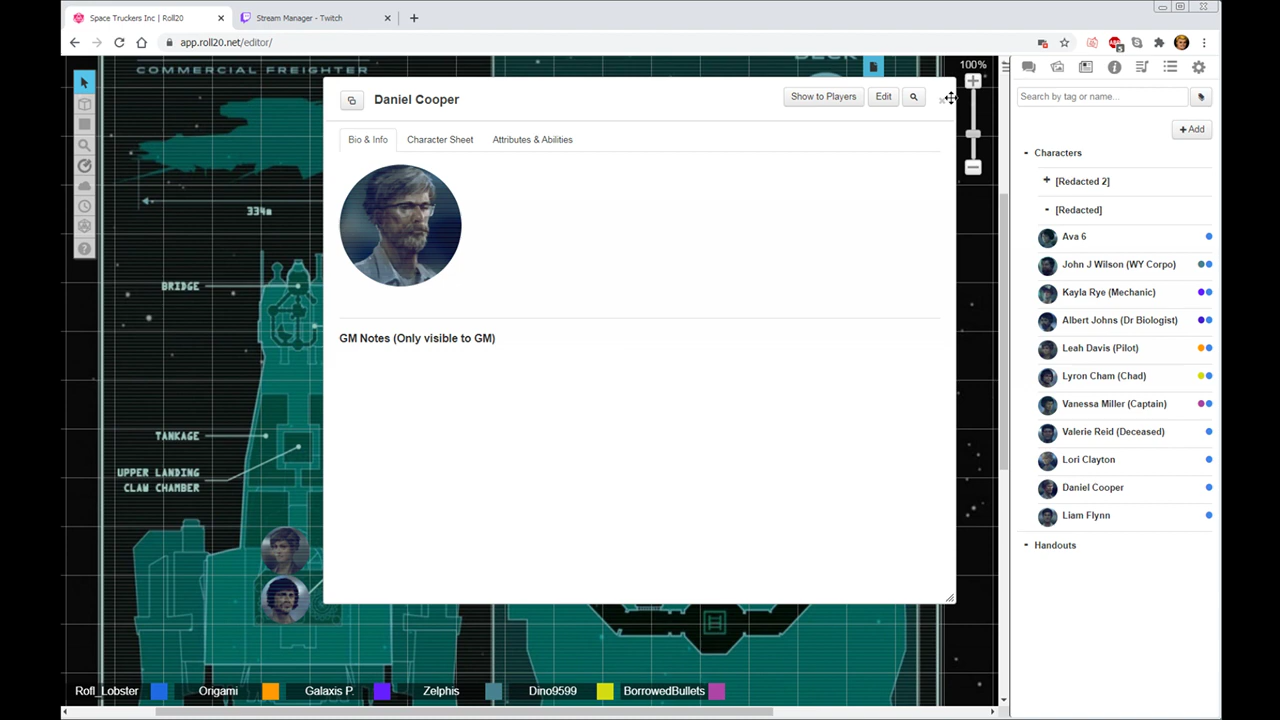 Space Truckers Inc | Roll20
Stream Manager - Twitch
app.roll20.net/editor/
5
COMMERCIAL FREIGHTER
DECK
100%
Daniel Cooper
Show to Players
Edit
Bio & Info
Character Sheet
Attributes & Abilities
GM Notes (Only visible to GM)
334m
BRIDGE
TANKAGE
UPPER LANDING
CLAW CHAMBER
Search by tag or name...
+ Add
Characters
[Redacted 2]
[Redacted]
Ava 6
John J Wilson (WY Corpo)
Kayla Rye (Mechanic)
Albert Johns (Dr Biologist)
Leah Davis (Pilot)
Lyron Cham (Chad)
Vanessa Miller (Captain)
Valerie Reid (Deceased)
Lori Clayton
Daniel Cooper
Liam Flynn
Handouts
Rofl_Lobster
Origami
Galaxis P.
Zelphis
Dino9599
BorrowedBullets